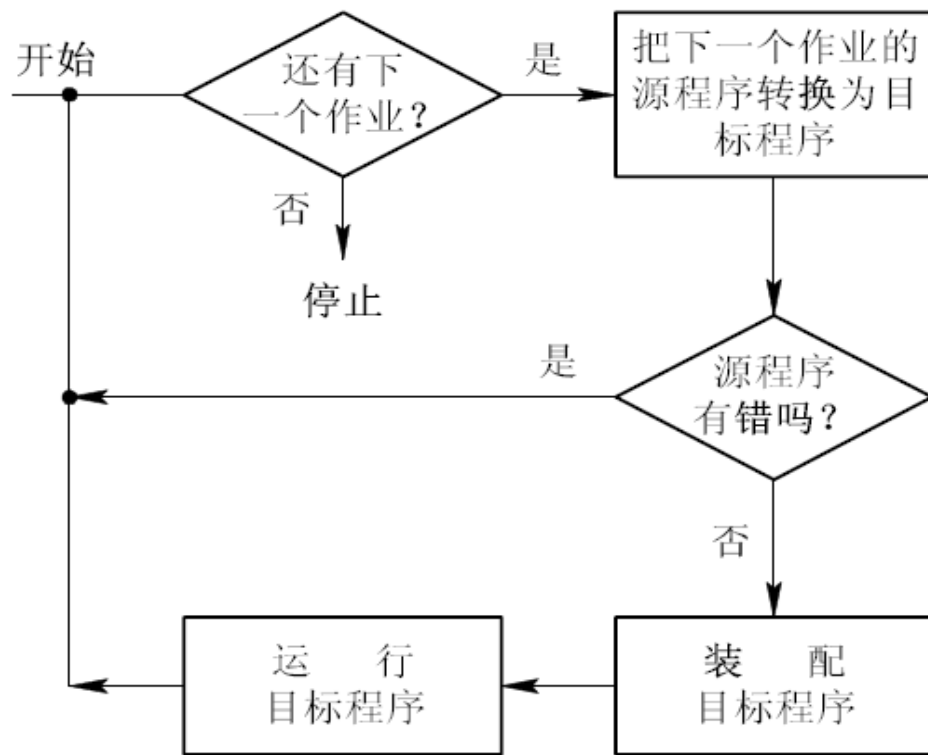 开始
还有下
一个作业？
是
把下一个作业的
源程序转换为目
标程序
否
停止
是
源程序
有错吗？
否
运 行
目标程序
装 配
目标程序